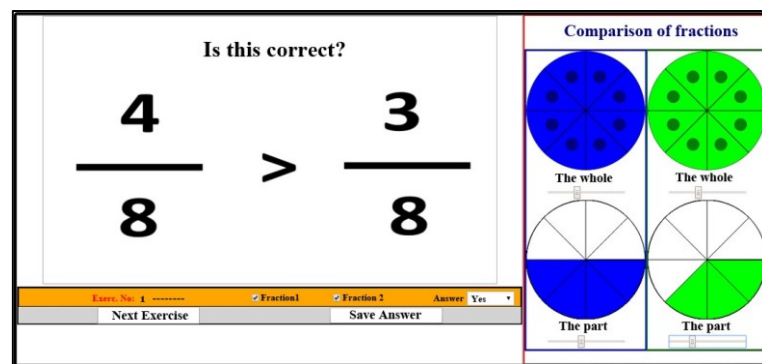 Is this correct?
4
8
>
3
8
Exerc. No: 1 --------
Fraction1
Fraction 2
Answer Yes
Next Exercise
Save Answer
Comparison of fractions
The whole
The whole
The part
The part